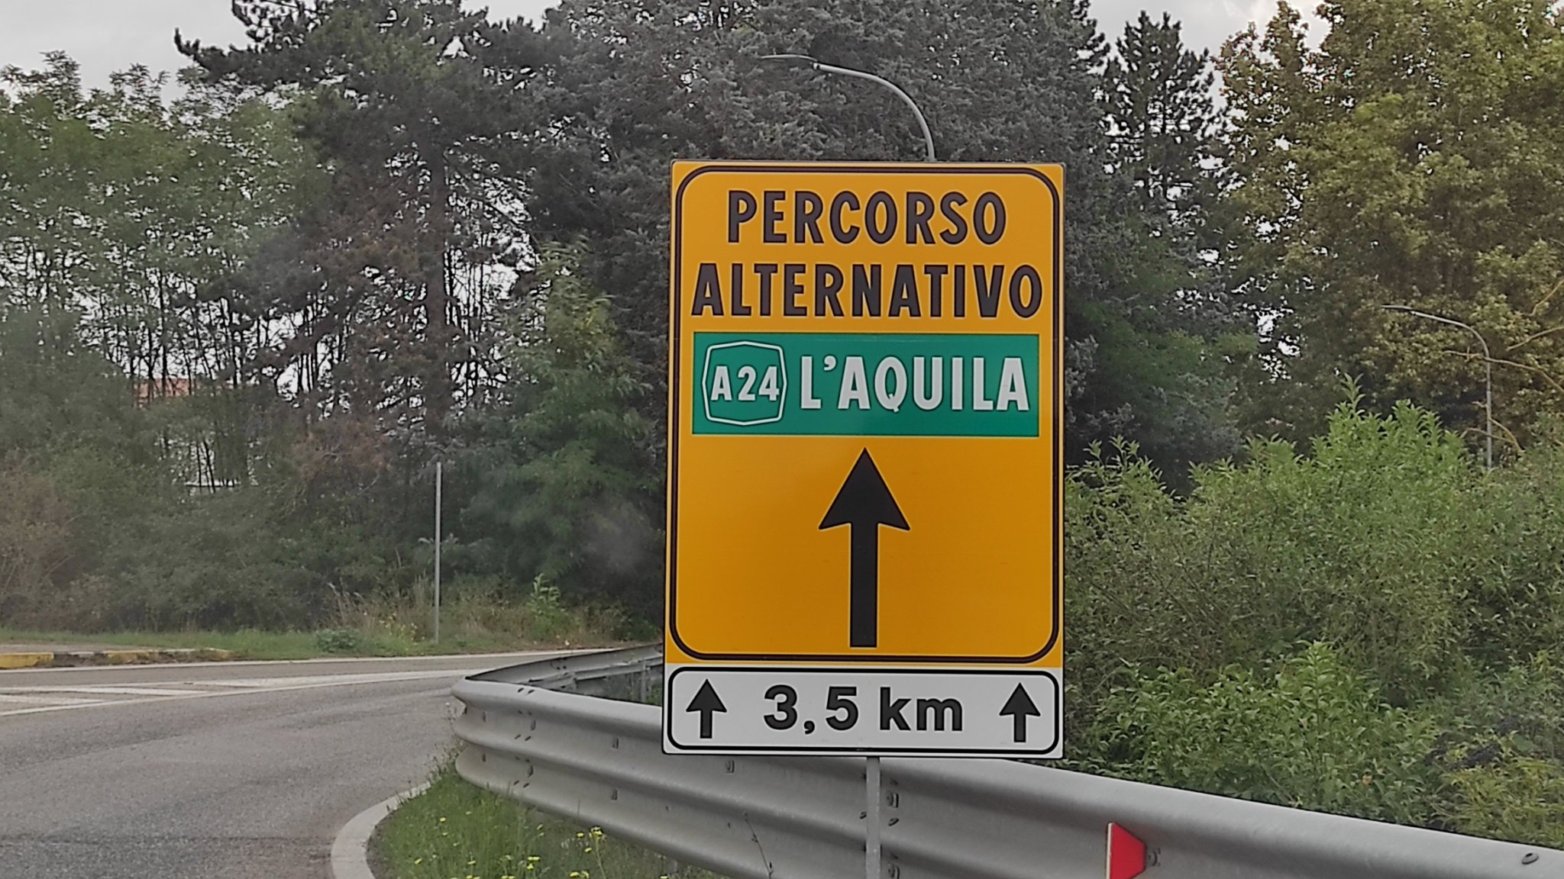 PERCORSO
ALTERNATIVO
A24 L'AQUILA
3,5 km